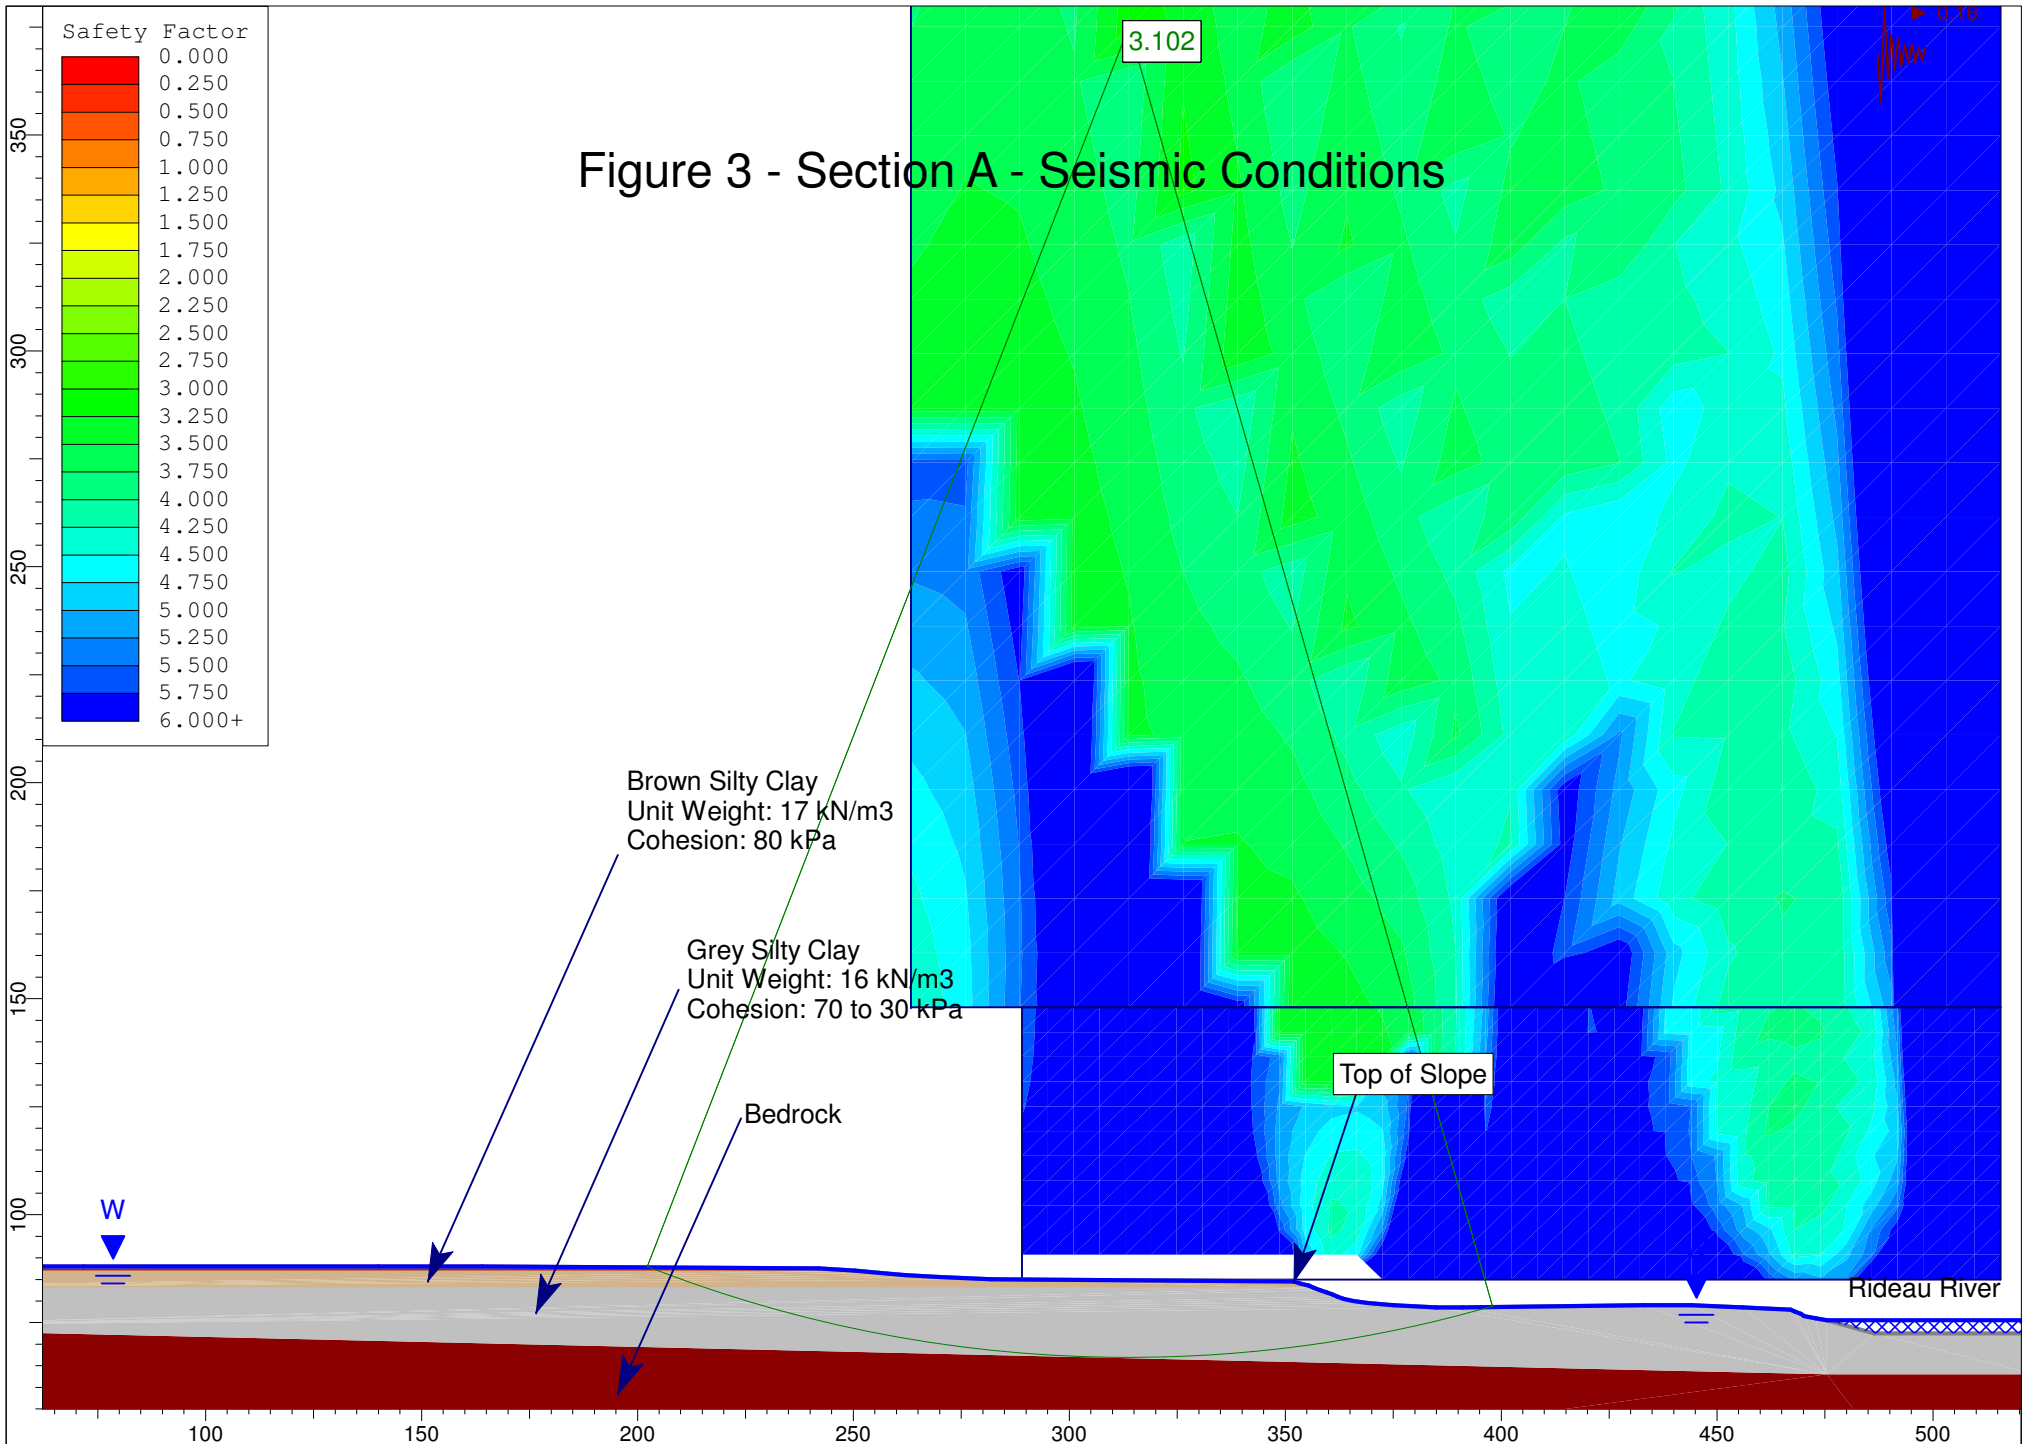 Safety Factor
0.000
0.250
0.500
0.750
1.000
1.250
1.500
1.750
2.000
2.250
2.500
2.750
3.000
3.250
3.500
3.750
4.000
4.250
4.500
4.750
5.000
5.250
5.500
5.750
6.000+
3.102
0.16
Figure 3 - Section A - Seismic Conditions
Brown Silty Clay
Unit Weight: 17 kN/m3
Cohesion: 80 kPa
Grey Silty Clay
Unit Weight: 16 kN/m3
Cohesion: 70 to 30 kPa
Bedrock
Top of Slope
W
Rideau River
350
300
250
200
150
100
100 150 200 250 300 350 400 450 500